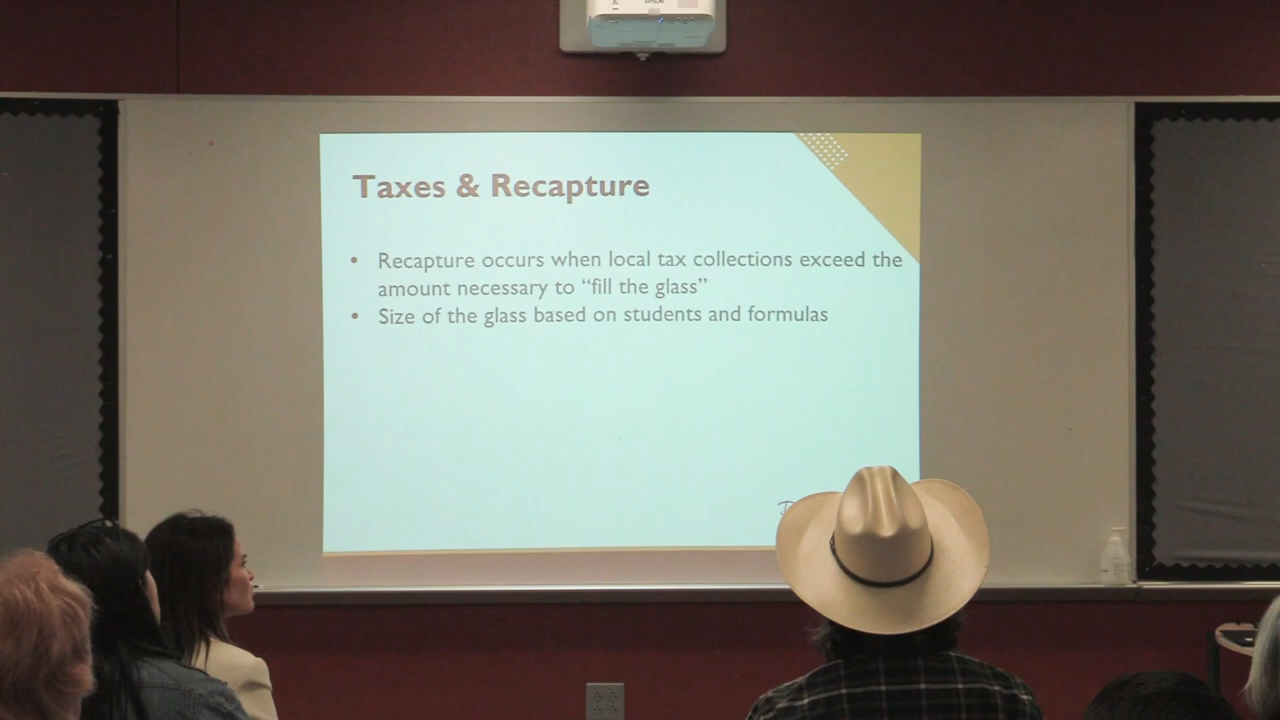 EPSON
Taxes & Recapture
• Recapture occurs when local tax collections exceed the
amount necessary to “fill the glass”
• Size of the glass based on students and formulas